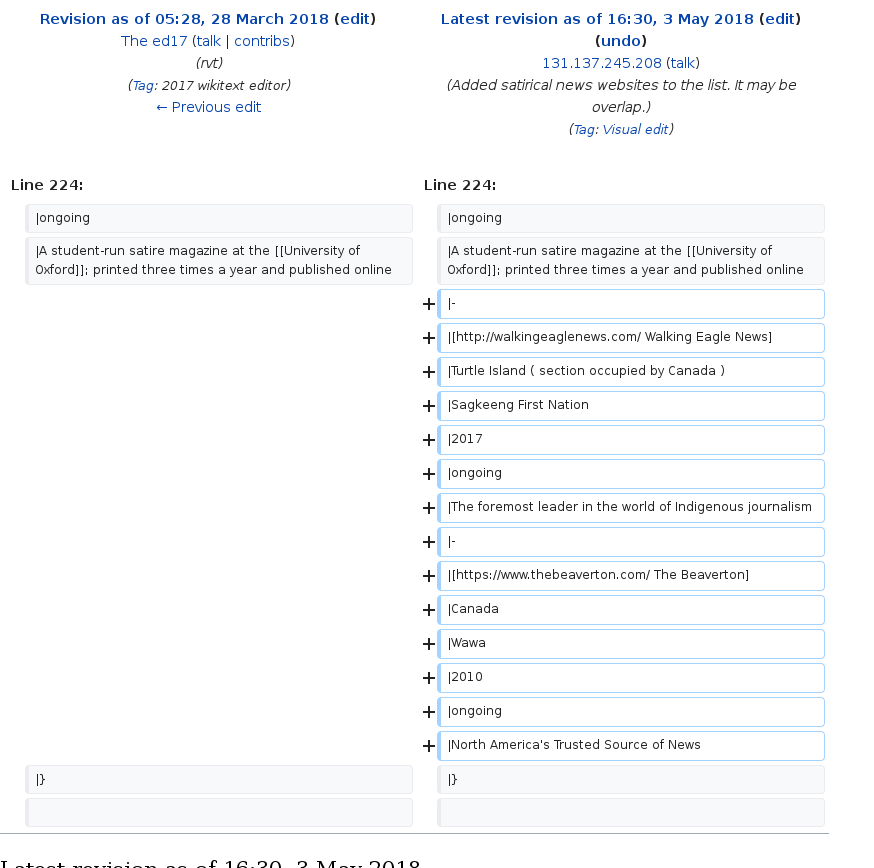 Revision as of 05:28, 28 March 2018 (edit)
The ed17 (talk | contribs)
(rvt)
(Tag: 2017 wikitext editor)
← Previous edit
Latest revision as of 16:30, 3 May 2018 (edit)
(undo)
131.137.245.208 (talk)
(Added satirical news websites to the list. It may be
overlap.)
(Tag: Visual edit)
Line 224:
Line 224:
|ongoing
|ongoing
|A student-run satire magazine at the [[University of
Oxford]]; printed three times a year and published online
|A student-run satire magazine at the [[University of
Oxford]]; printed three times a year and published online
+ |-
+ |[http://walkingeaglenews.com/ Walking Eagle News]
+ |Turtle Island ( section occupied by Canada )
+ |Sagkeeng First Nation
+ |2017
+ |ongoing
+ |The foremost leader in the world of Indigenous journalism
+ |-
+ |[https://www.thebeaverton.com/ The Beaverton]
+ |Canada
+ |Wawa
+ |2010
+ |ongoing
+ |North America's Trusted Source of News
|}
|}
Latest revision as of 16:30, 3 May 2018